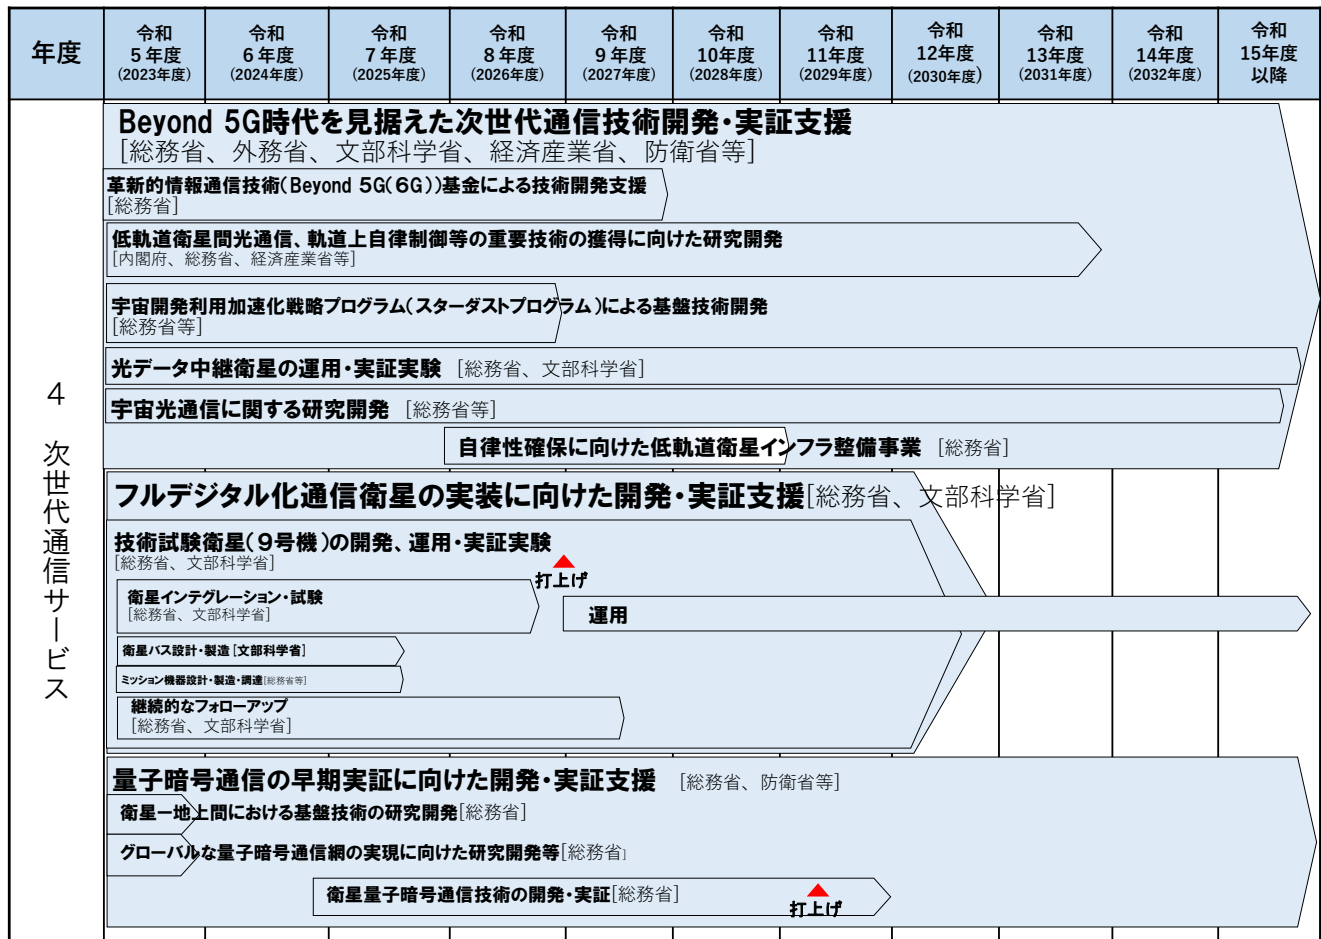 年度
令和
5年度
(2023年度)
令和
6年度
(2024年度)
令和
7年度
(2025年度)
令和
8年度
(2026年度)
令和
9年度
(2027年度)
令和
10年度
(2028年度)
令和
11年度
(2029年度)
令和
12年度
(2030年度)
令和
13年度
(2031年度)
令和
14年度
(2032年度)
令和
15年度
以降
4 次世代通信サービス
Beyond 5G時代を見据えた次世代通信技術開発・実証支援
[総務省、外務省、文部科学省、経済産業省、防衛省等]
革新的情報通信技術(Beyond 5G(6G))基金による技術開発支援
[総務省]
低軌道衛星間光通信、軌道上自律制御等の重要技術の獲得に向けた研究開発
[内閣府、総務省、経済産業省等]
宇宙開発利用加速化戦略プログラム(スターダストプログラム)による基盤技術開発
[総務省等]
光データ中継衛星の運用・実証実験 [総務省、文部科学省]
宇宙光通信に関する研究開発 [総務省等]
自律性確保に向けた低軌道衛星インフラ整備事業 [総務省]
フルデジタル化通信衛星の実装に向けた開発・実証支援[総務省、文部科学省]
技術試験衛星(9号機)の開発、運用・実証実験
[総務省、文部科学省]
打上げ
衛星インテグレーション・試験
[総務省、文部科学省]
運用
衛星バス設計・製造[文部科学省]
ミッション機器設計・製造・調達[総務省等]
継続的なフォローアップ
[総務省、文部科学省]
量子暗号通信の早期実証に向けた開発・実証支援 [総務省、防衛省等]
衛星ー地上間における基盤技術の研究開発[総務省]
グローバルな量子暗号通信網の実現に向けた研究開発等[総務省]
衛星量子暗号通信技術の開発・実証[総務省]
打上げ